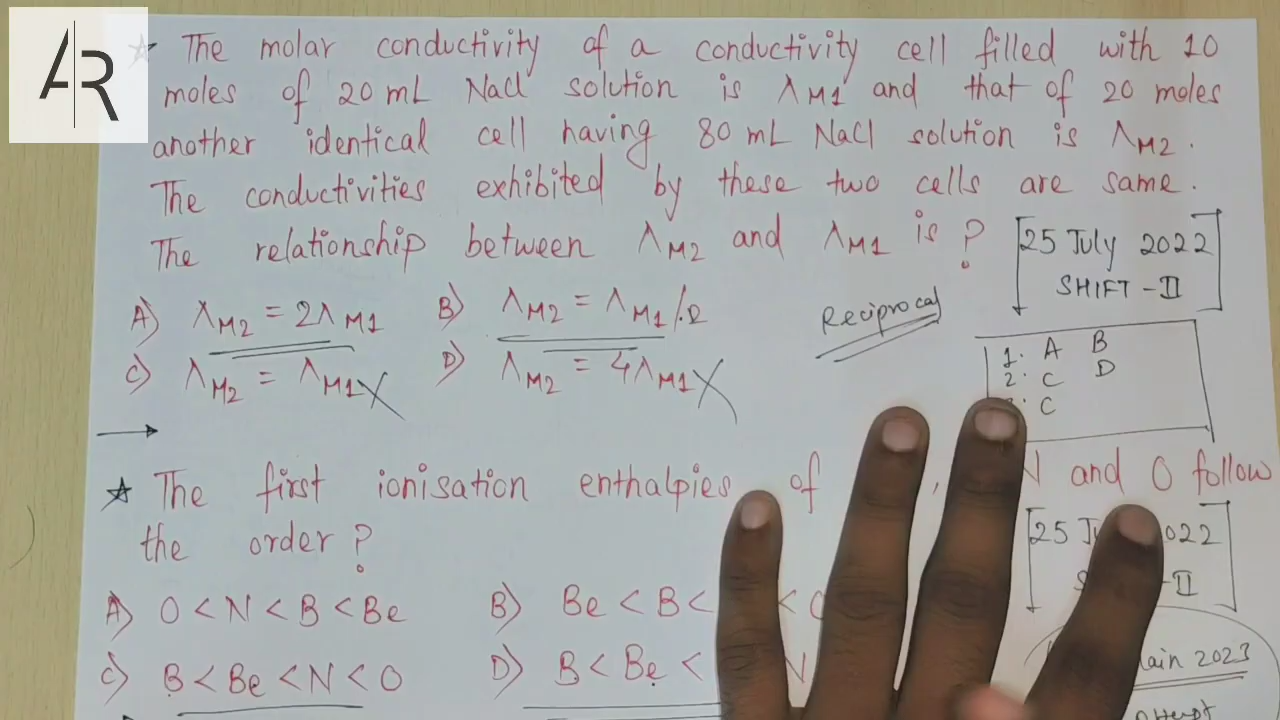 AR
☆ The molar conductivity of a conductivity cell filled with 10
moles of 20 mL NaCl solution is ΛM1 and that of 20 moles
another identical cell having 80 mL NaCl solution is ΛM2.
The conductivities exhibited by these two cells are same.
The relationship between ΛM2 and ΛM1 is ?
[25 July 2022
SHIFT-II]
A) ΛM2 = 2ΛM1 B) ΛM2 = ΛM1/2
Reciprocal
C) ΛM2 = ΛM1 X D) ΛM2 = 4ΛM1 X
1. A B
2. C D
C
→
☆ The first ionisation enthalpies of , and O follow
the order ?
[25 2022
-II]
A) O < N < B < Be B) Be < B < <
C) B < Be < N < O D) B < Be < N
2023